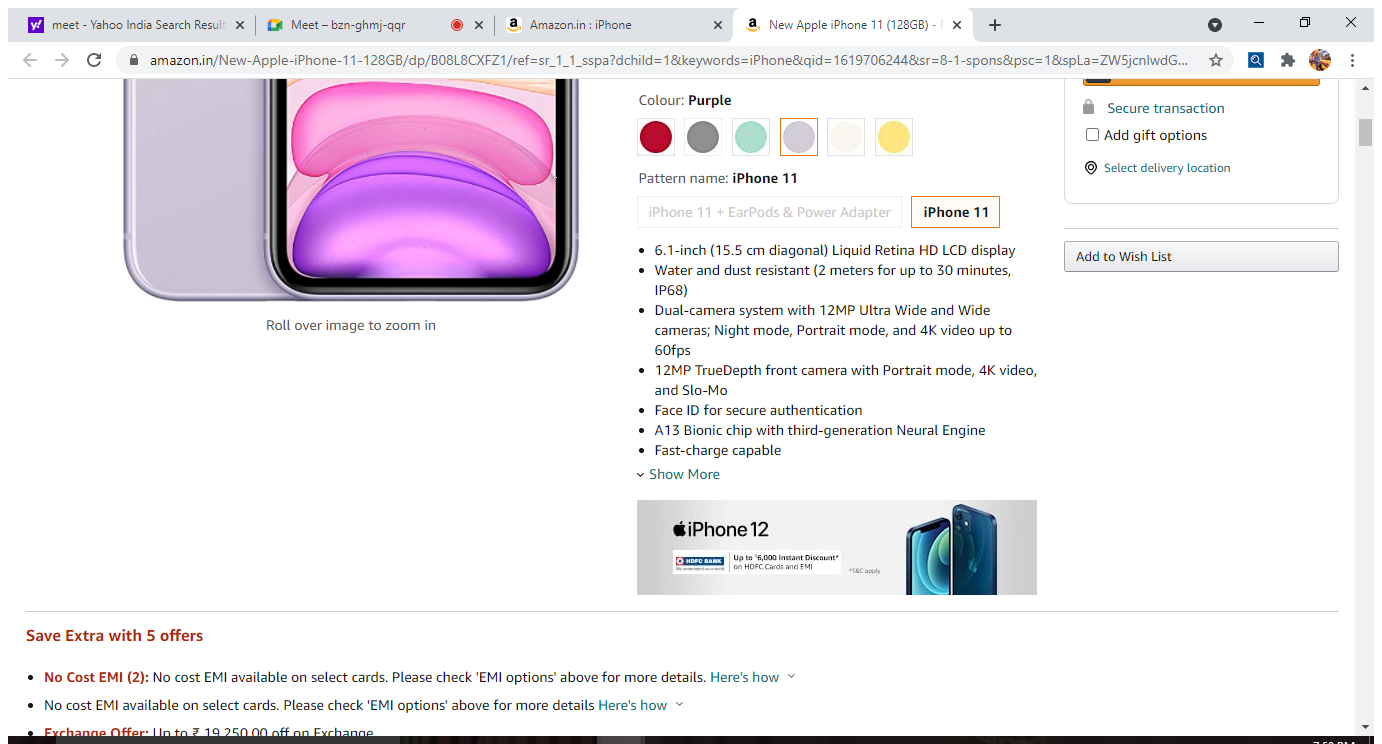 meet - Yahoo India Search Result
Meet – bzn-ghmj-qqr
Amazon.in : iPhone
New Apple iPhone 11 (128GB) -
amazon.in/New-Apple-iPhone-11-128GB/dp/B08L8CXFZ1/ref=sr_1_1_sspa?dchild=1&keywords=iPhone&qid=1619706244&sr=8-1-spons&psc=1&spLa=ZW5jcnlwdG...
Colour: Purple
Secure transaction
Add gift options
Select delivery location
Pattern name: iPhone 11
iPhone 11 + EarPods & Power Adapter
iPhone 11
Add to Wish List
• 6.1-inch (15.5 cm diagonal) Liquid Retina HD LCD display
• Water and dust resistant (2 meters for up to 30 minutes,
IP68)
• Dual-camera system with 12MP Ultra Wide and Wide
cameras; Night mode, Portrait mode, and 4K video up to
60fps
• 12MP TrueDepth front camera with Portrait mode, 4K video,
and Slo-Mo
• Face ID for secure authentication
• A13 Bionic chip with third-generation Neural Engine
• Fast-charge capable
Show More
Roll over image to zoom in
iPhone 12
HDFC BANK
We understand your world
Up to ₹6,000 Instant Discount*
on HDFC Cards and EMI
*T&C apply
Save Extra with 5 offers
• No Cost EMI (2): No cost EMI available on select cards. Please check 'EMI options' above for more details. Here's how
• No cost EMI available on select cards. Please check 'EMI options' above for more details Here's how
• Exchange Offer: Up to ₹ 19,250.00 off on Exchange
7:50 PM